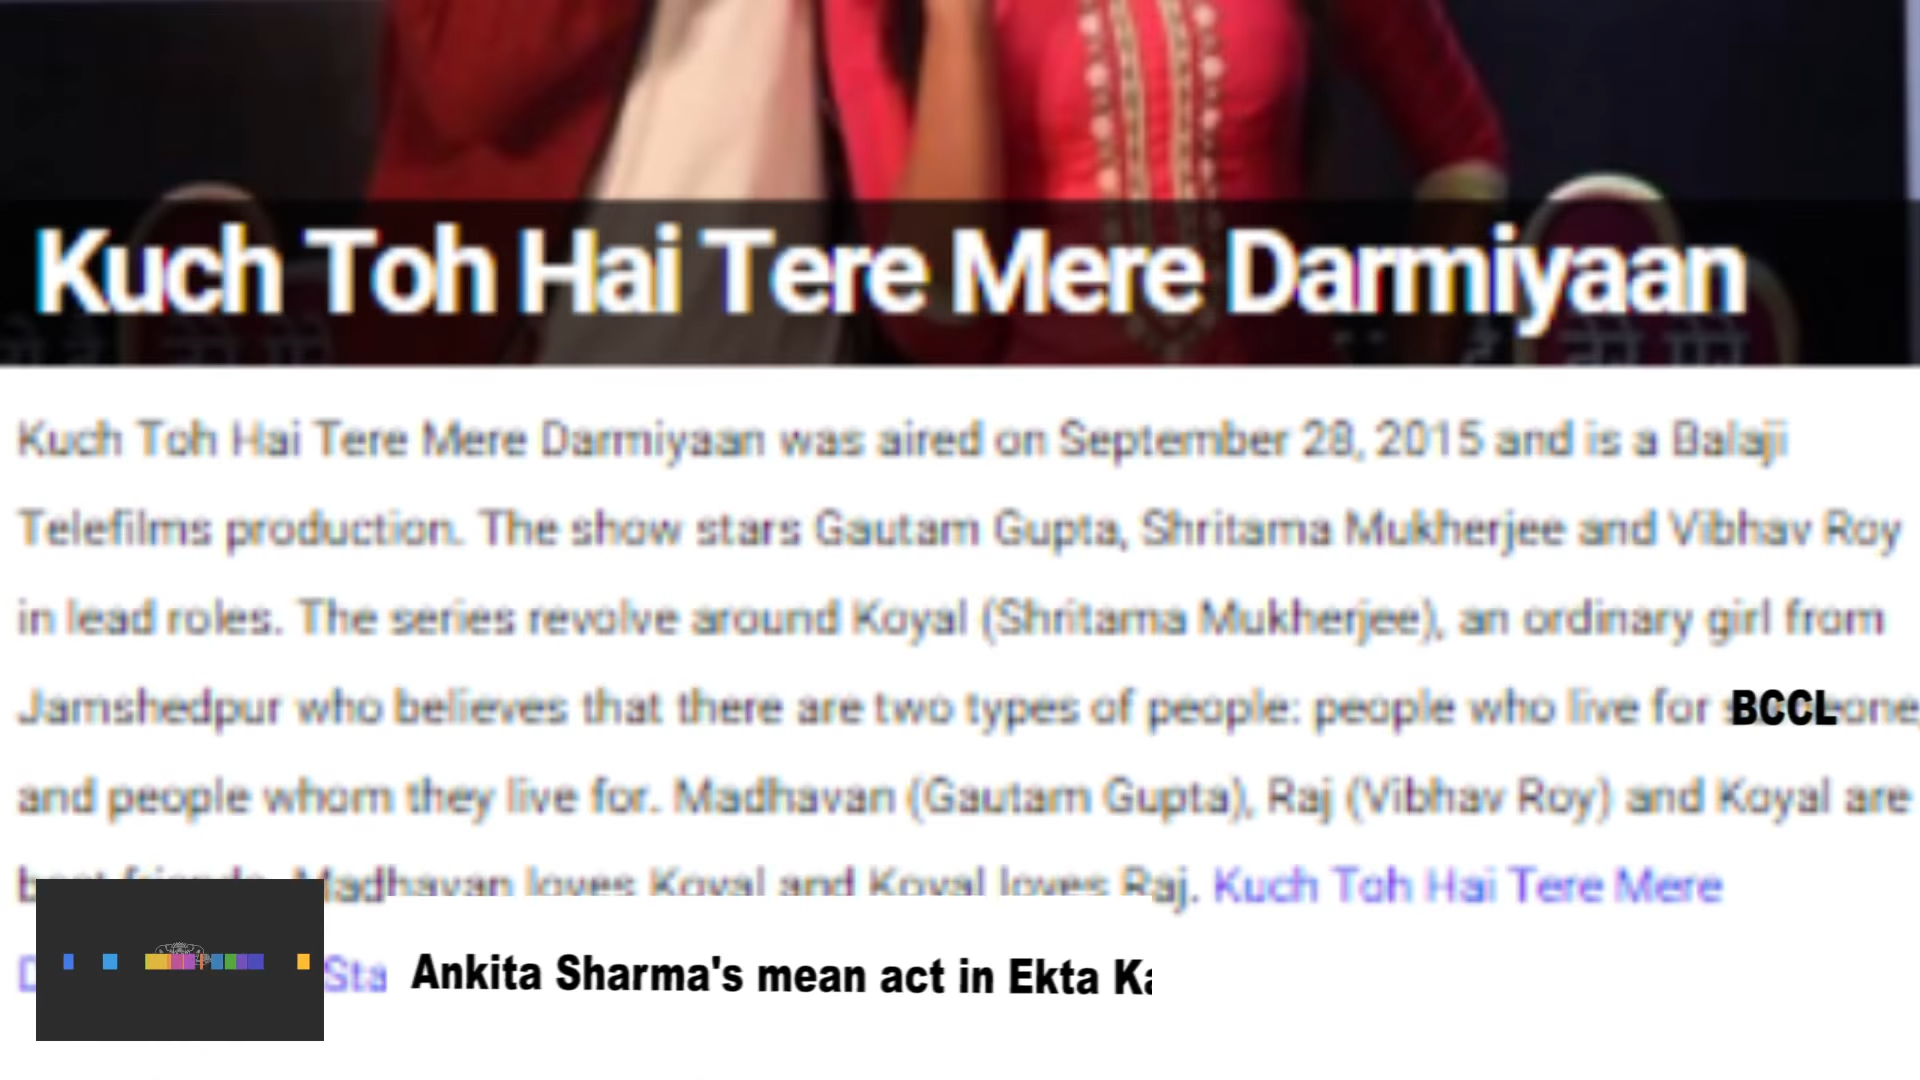 Kuch Toh Hai Tere Mere Darmiyaan
Kuch Toh Hai Tere Mere Darmiyaan was aired on September 28, 2015 and is a Balaji
Telefilms production. The show stars Gautam Gupta, Shritama Mukherjee and Vibhav Roy
in lead roles. The series revolve around Koyal (Shritama Mukherjee), an ordinary girl from
Jamshedpur who believes that there are two types of people: people who live for
BCCL
and people whom they live for. Madhavan (Gautam Gupta), Raj (Vibhav Roy) and Koyal are
best friends. Madhavan loves Koyal and Koyal loves Raj. Kuch Toh Hai Tere Mere
Sta
Ankita Sharma's mean act in Ekta Ka